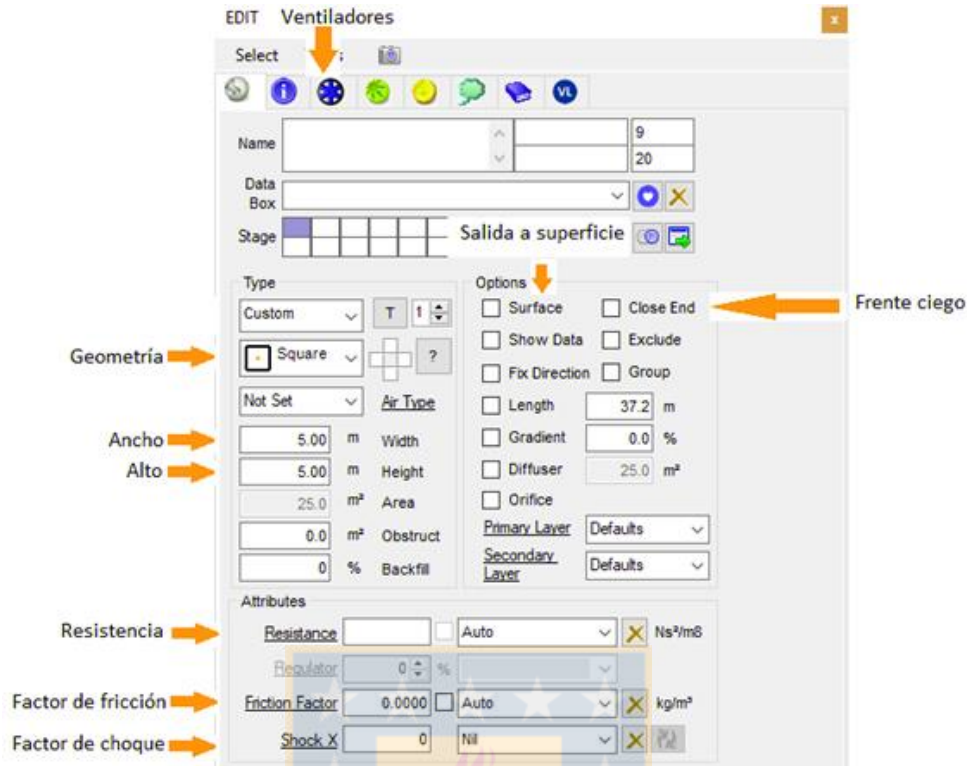 EDIT Ventiladores
x
Select
VL
Name
9
20
Data Box
Stage
Salida a superficie
Type
Options
Custom
T
1
Surface
Close End
Frente ciego
Geometría
Square
?
Show Data
Exclude
Fix Direction
Group
Not Set
Air Type
Length
37.2 m
Ancho
5.00 m Width
Gradient
0.0 %
Alto
5.00 m Height
Diffuser
25.0 m²
25.0 m² Area
Orifice
0.0 m² Obstruct
Primary Layer
Defaults
0 % Backfill
Secondary Layer
Defaults
Attributes
Resistencia
Resistance
Auto
Ns²/m8
Regulator
0 %
Factor de fricción
Friction Factor
0.0000
Auto
kg/m³
Factor de choque
Shock X
0
Nil